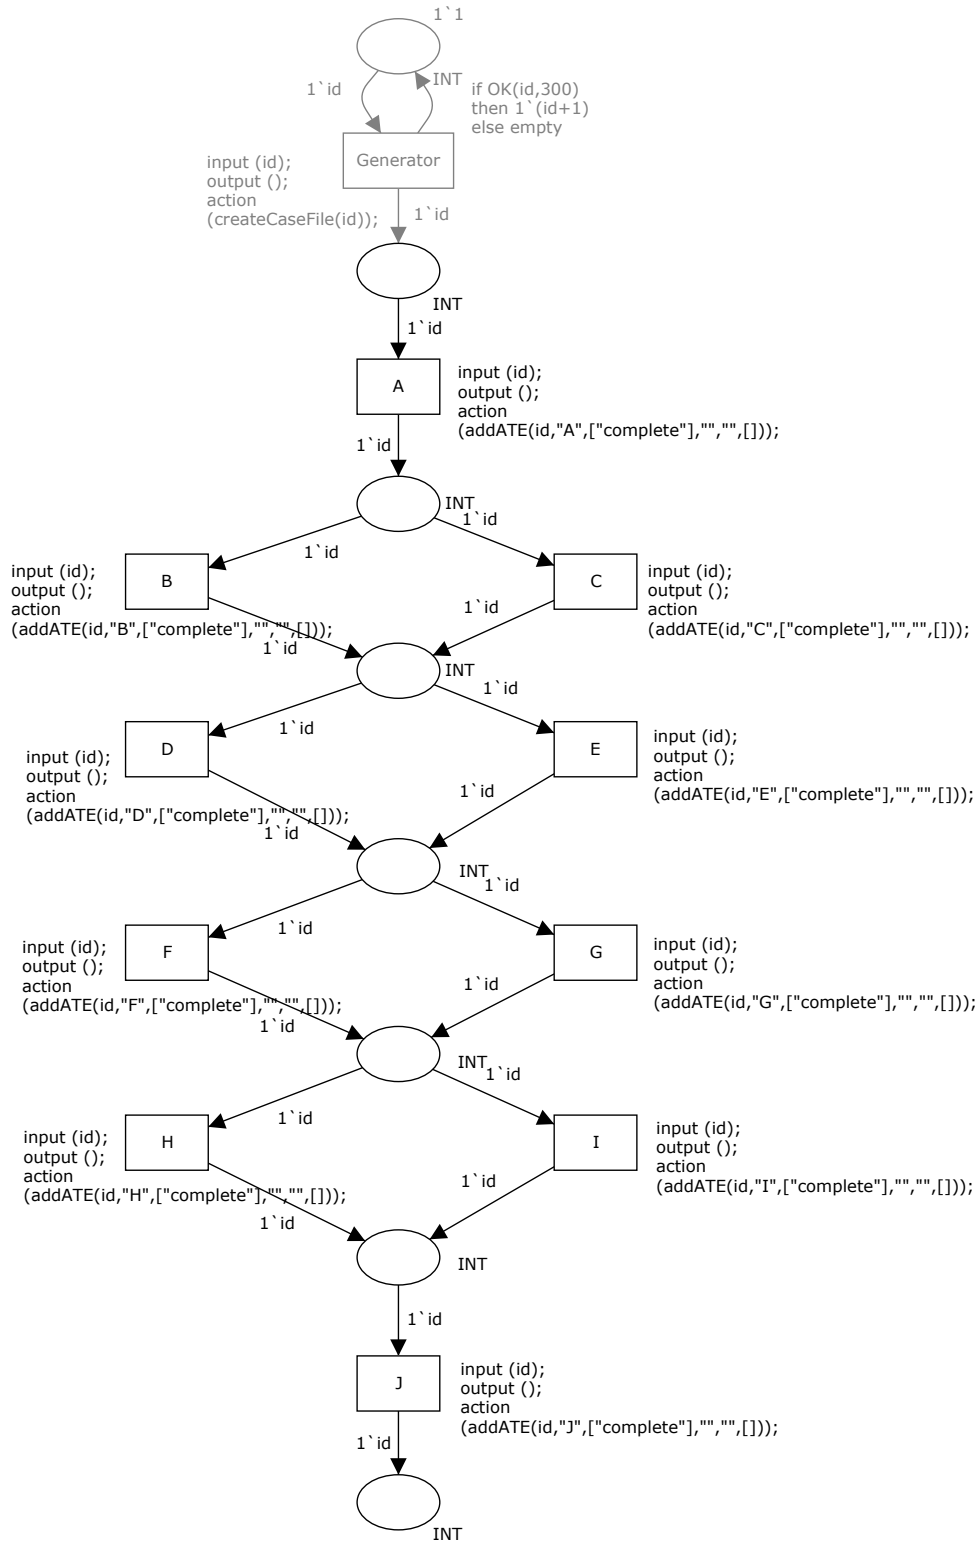 1`1
INT
1`id
if OK(id,300)
then 1`(id+1)
else empty
Generator
input (id);
output ();
action
(createCaseFile(id));
1`id
INT
1`id
A
input (id);
output ();
action
(addATE(id,"A",["complete"],"","",[]));
1`id
INT
1`id
1`id
B
input (id);
output ();
action
(addATE(id,"B",["complete"],"","",[]));
C
input (id);
output ();
action
(addATE(id,"C",["complete"],"","",[]));
1`id
1`id
INT
1`id
1`id
D
input (id);
output ();
action
(addATE(id,"D",["complete"],"","",[]));
E
input (id);
output ();
action
(addATE(id,"E",["complete"],"","",[]));
1`id
1`id
INT
1`id
1`id
F
input (id);
output ();
action
(addATE(id,"F",["complete"],"","",[]));
G
input (id);
output ();
action
(addATE(id,"G",["complete"],"","",[]));
1`id
1`id
INT
1`id
1`id
H
input (id);
output ();
action
(addATE(id,"H",["complete"],"","",[]));
I
input (id);
output ();
action
(addATE(id,"I",["complete"],"","",[]));
1`id
1`id
INT
1`id
J
input (id);
output ();
action
(addATE(id,"J",["complete"],"","",[]));
1`id
INT